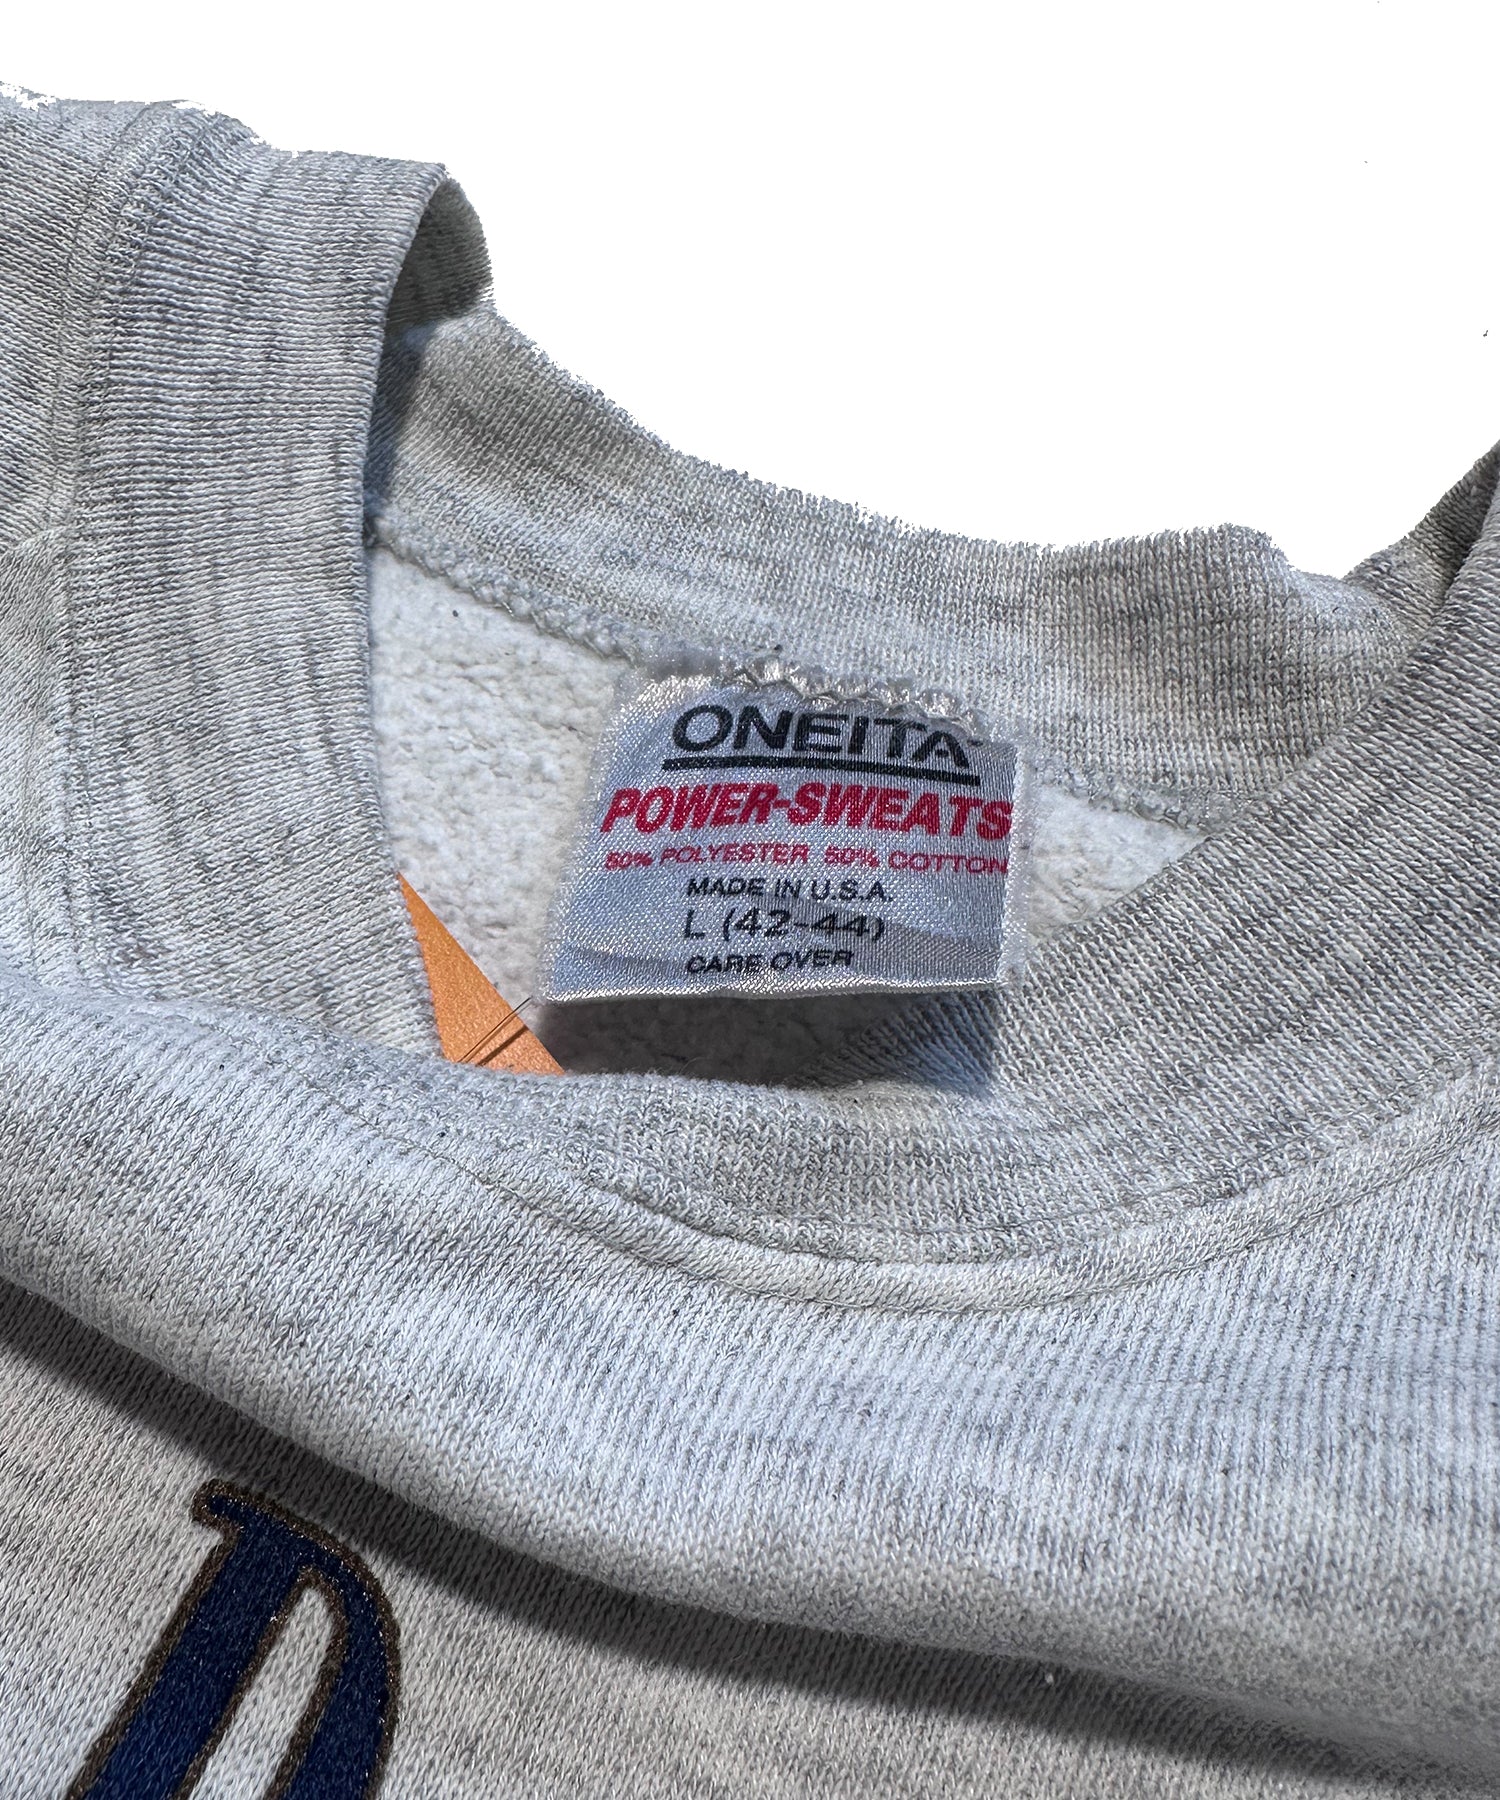 ONEITA
POWER-SWEATS
50% POLYESTER 50% COTTON
MADE IN U.S.A.
L (42-44)
CARE OVER